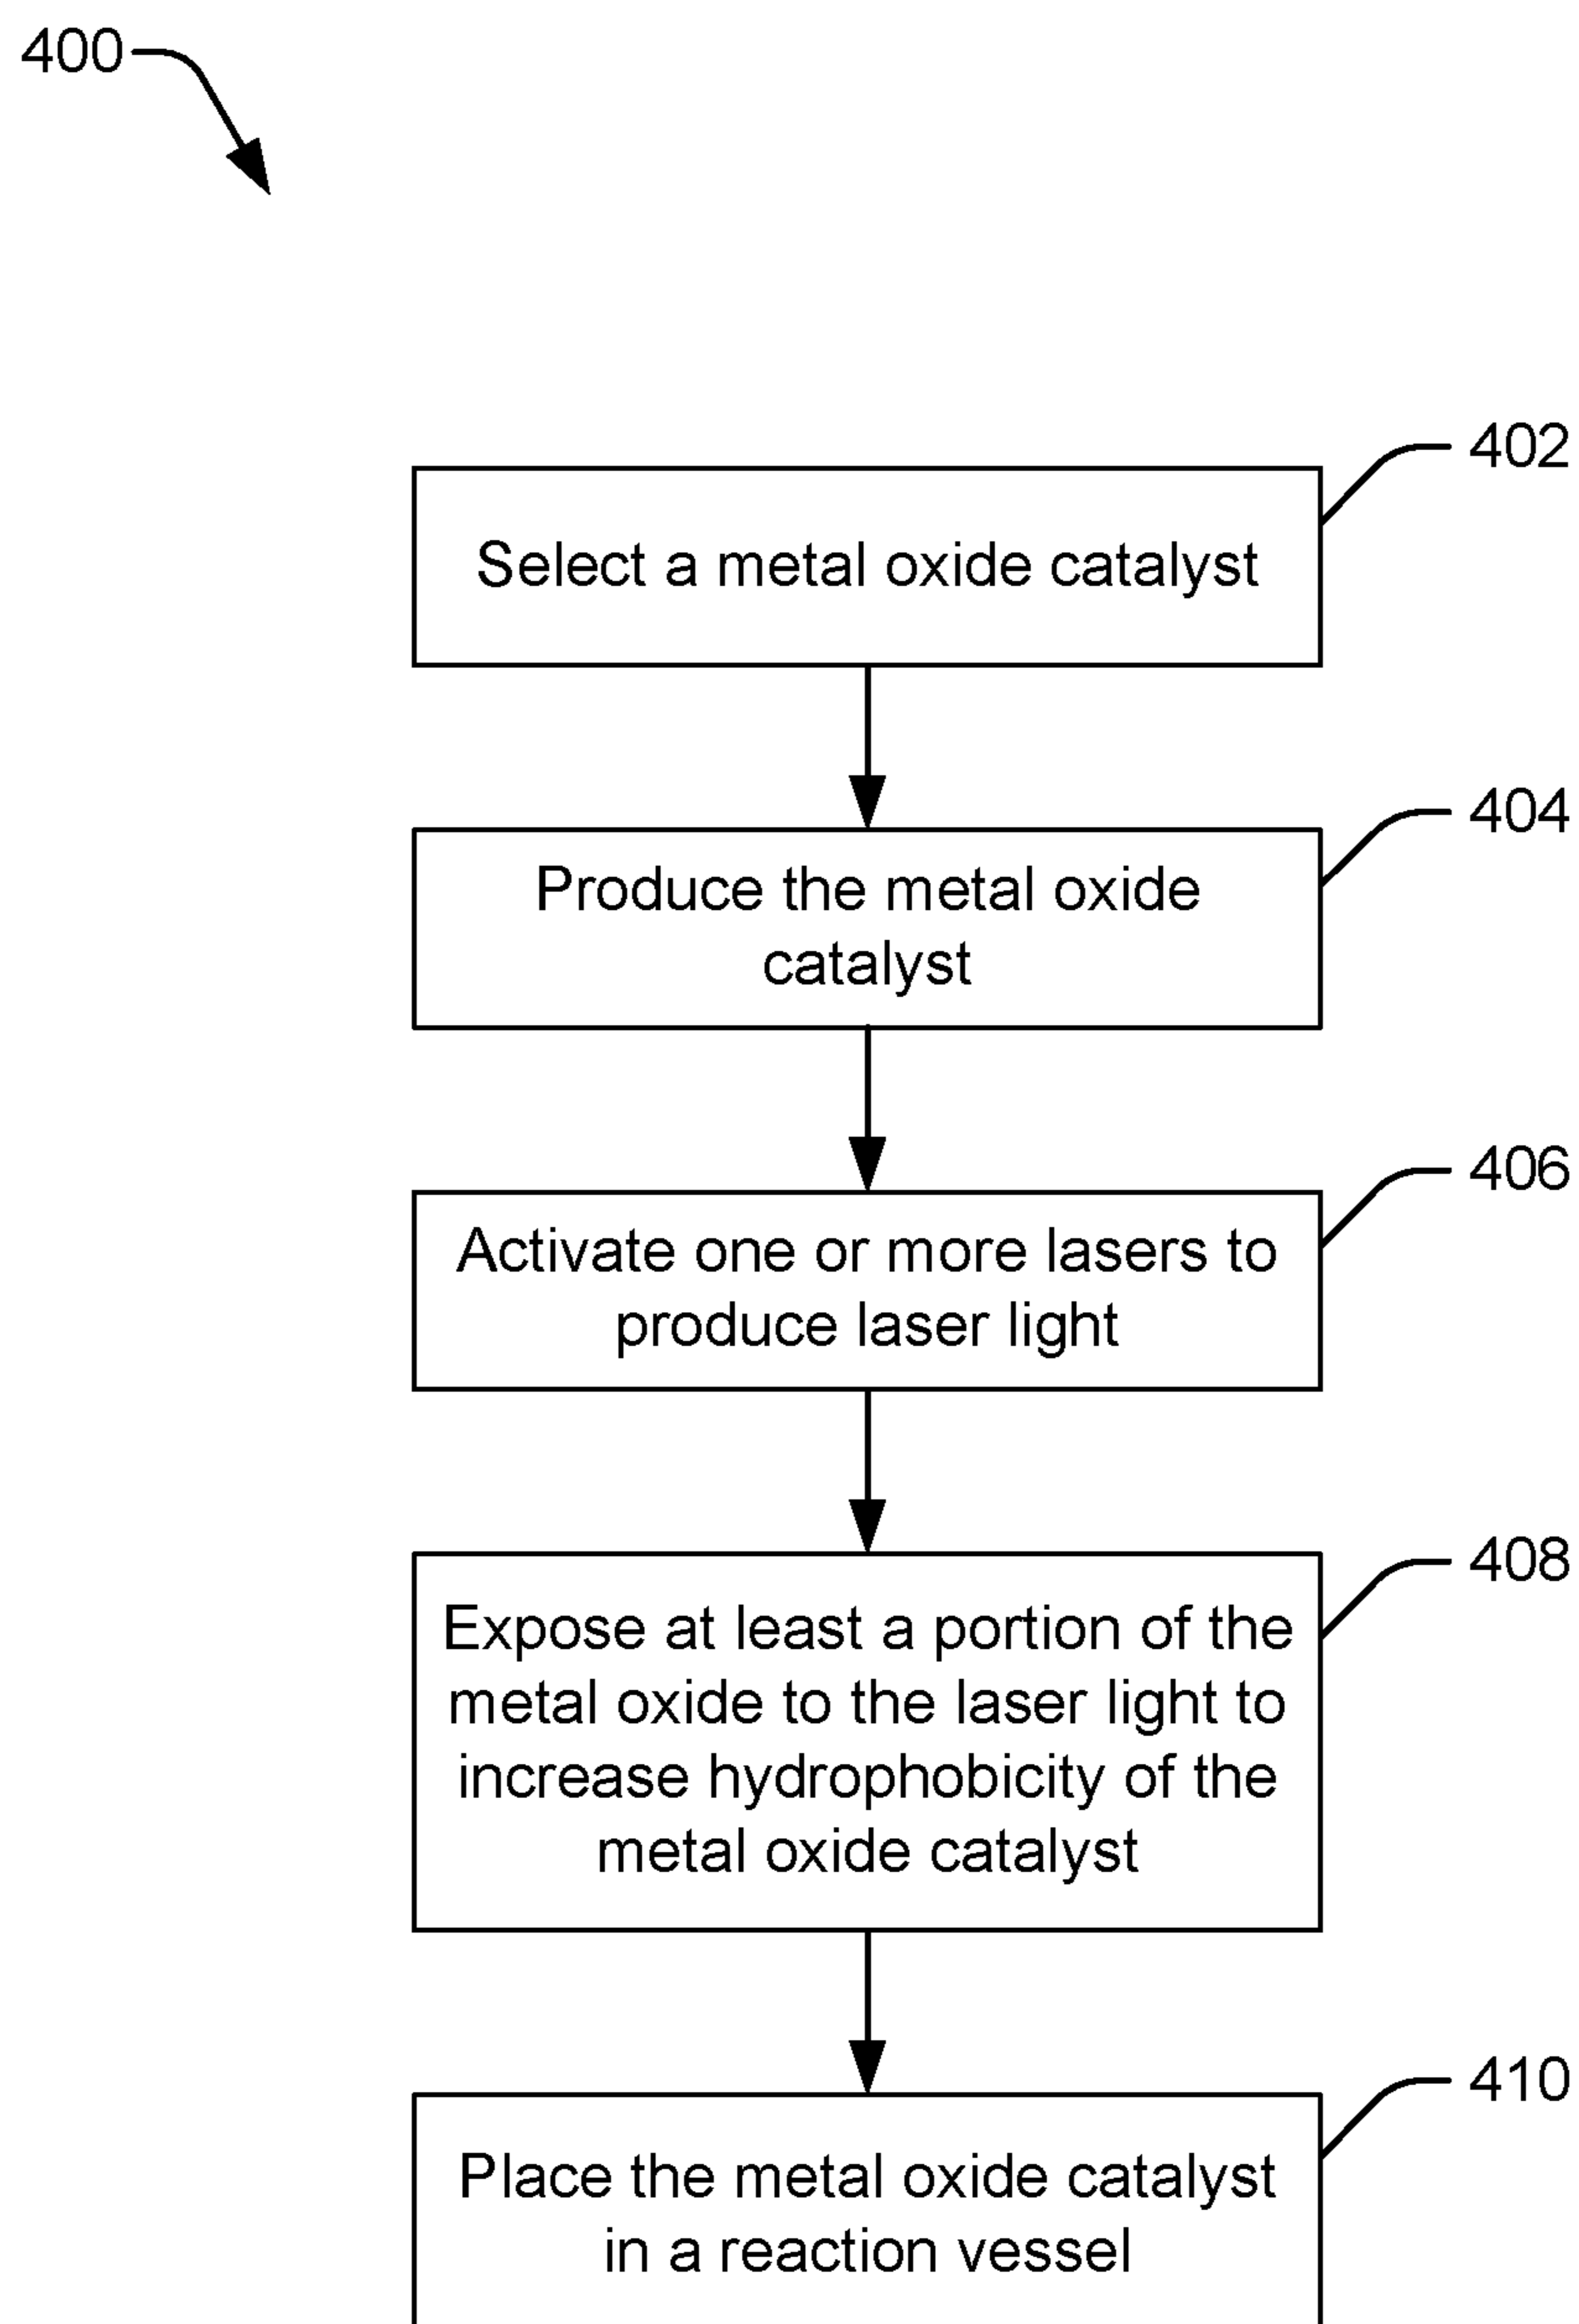 400
402
Select a metal oxide catalyst
404
Produce the metal oxide
catalyst
406
Activate one or more lasers to
produce laser light
408
Expose at least a portion of the
metal oxide to the laser light to
increase hydrophobicity of the
metal oxide catalyst
410
Place the metal oxide catalyst
in a reaction vessel